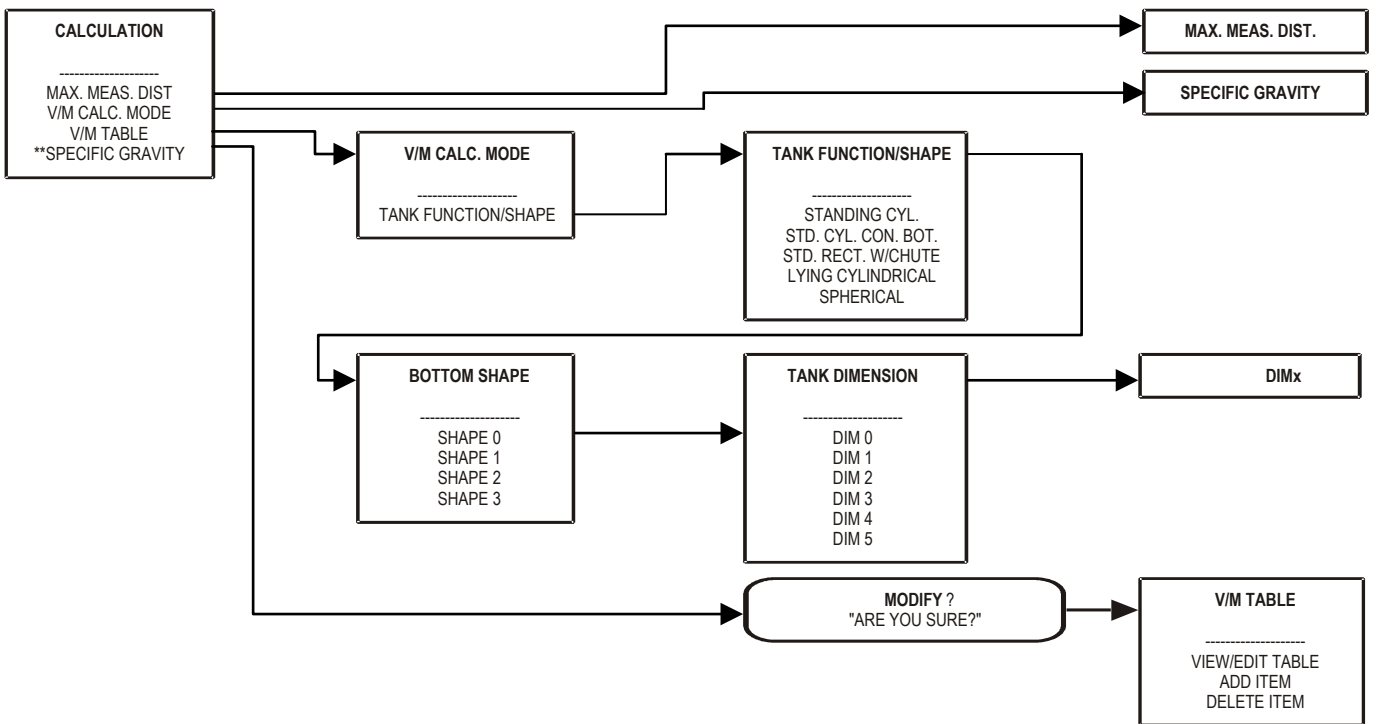 CALCULATION
--------------------
MAX. MEAS. DIST
V/M CALC. MODE
V/M TABLE
**SPECIFIC GRAVITY
MAX. MEAS. DIST.
SPECIFIC GRAVITY
V/M CALC. MODE
--------------------
TANK FUNCTION/SHAPE
TANK FUNCTION/SHAPE
--------------------
STANDING CYL.
STD. CYL. CON. BOT.
STD. RECT. W/CHUTE
LYING CYLINDRICAL
SPHERICAL
BOTTOM SHAPE
--------------------
SHAPE 0
SHAPE 1
SHAPE 2
SHAPE 3
TANK DIMENSION
--------------------
DIM 0
DIM 1
DIM 2
DIM 3
DIM 4
DIM 5
DIMx
MODIFY ?
"ARE YOU SURE?"
V/M TABLE
--------------------
VIEW/EDIT TABLE
ADD ITEM
DELETE ITEM